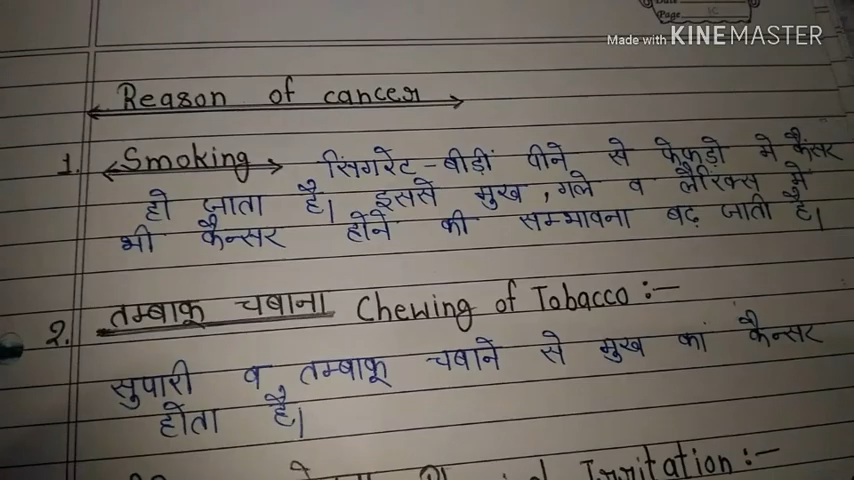 Page
Made with KINEMASTER
Reason of cancer
1. Smoking सिगरेट - बीड़ी पीने से फेफड़ो मे कैंसर
हो जाता है। इससे मुख , गले व लैरिंक्स में
भी कैन्सर होने की सम्भावना बढ़ जाती है।
2. तम्बाकू चबाना Chewing of Tobacco :-
सुपारी व तम्बाकू चबाने से मुख का कैन्सर
होता है।
Irritation :-